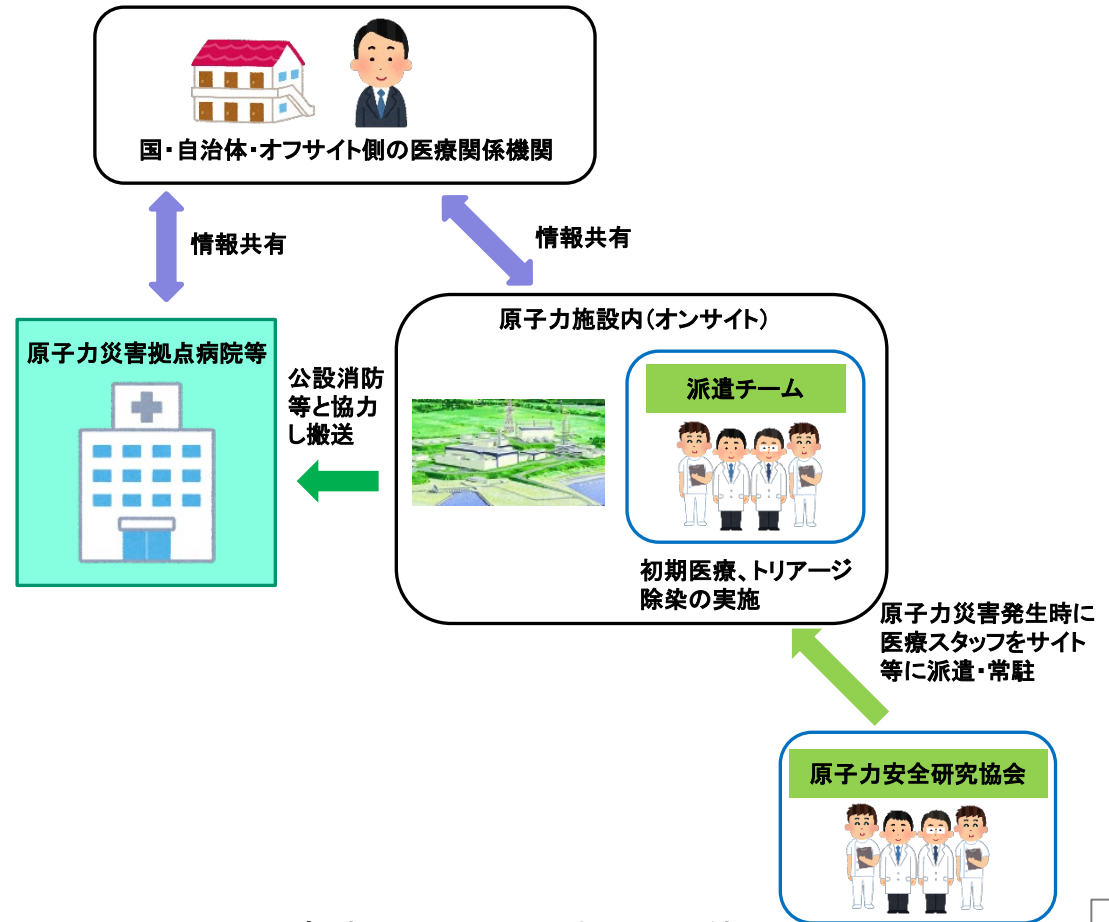 国・自治体・オフサイト側の医療関係機関
情報共有
情報共有
原子力施設内(オンサイト)
原子力災害拠点病院等
公設消防
等と協力
し搬送
派遣チーム
初期医療、トリアージ
除染の実施
原子力災害発生時に
医療スタッフをサイト
等に派遣・常駐
原子力安全研究協会